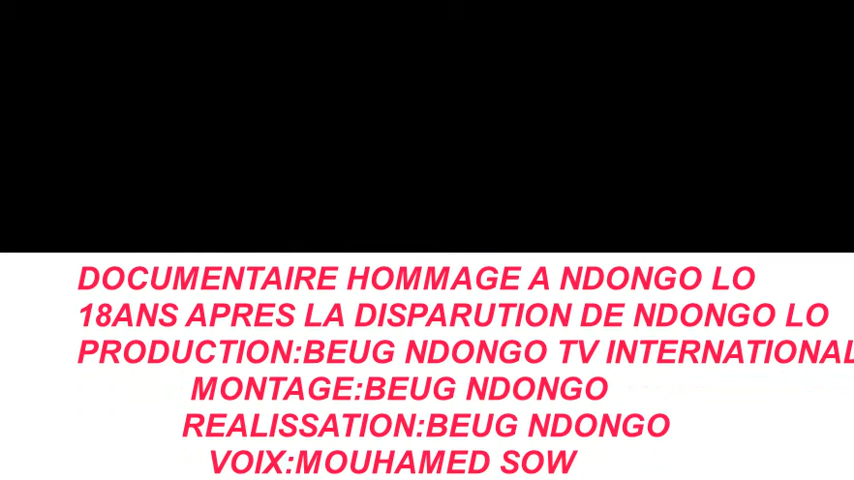 DOCUMENTAIRE HOMMAGE A NDONGO LO
18ANS APRES LA DISPARUTION DE NDONGO LO
PRODUCTION:BEUG NDONGO TV INTERNATIONAL
MONTAGE:BEUG NDONGO
REALISSATION:BEUG NDONGO
VOIX:MOUHAMED SOW